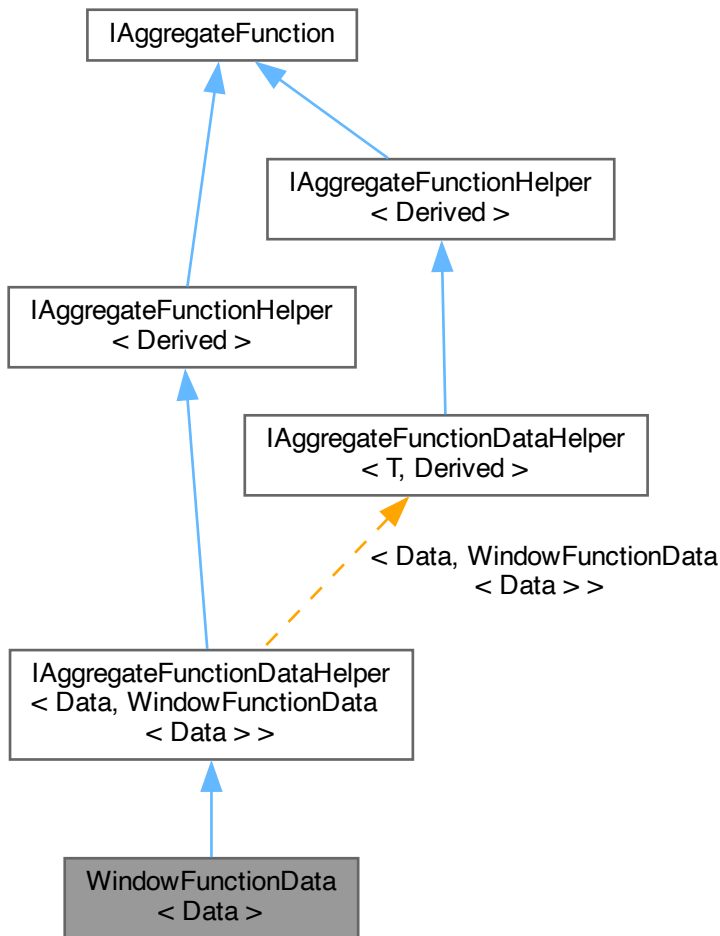 IAggregateFunction
IAggregateFunctionHelper
< Derived >
IAggregateFunctionHelper
< Derived >
IAggregateFunctionDataHelper
< T, Derived >
< Data, WindowFunctionData
< Data > >
IAggregateFunctionDataHelper
< Data, WindowFunctionData
< Data > >
WindowFunctionData
< Data >